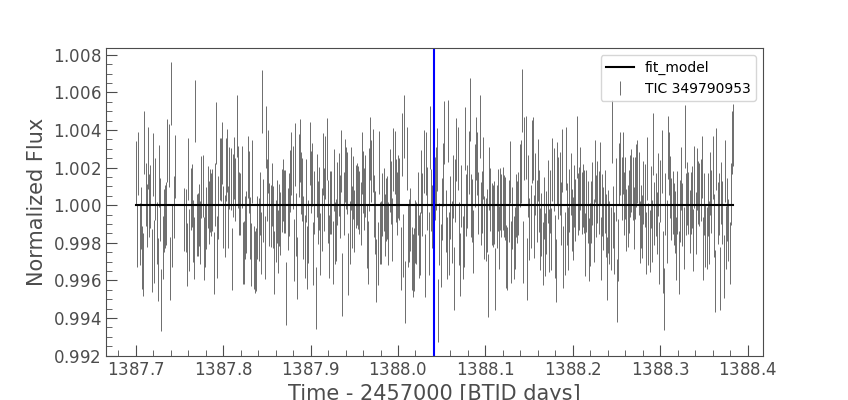 1.008
1.006
1.004
1.002
1.000
0.998
0.996
0.994
0.992
Normalized Flux
fit_model
TIC 349790953
1387.7 1387.8 1387.9 1388.0 1388.1 1388.2 1388.3 1388.4
Time - 2457000 [BTJD days]